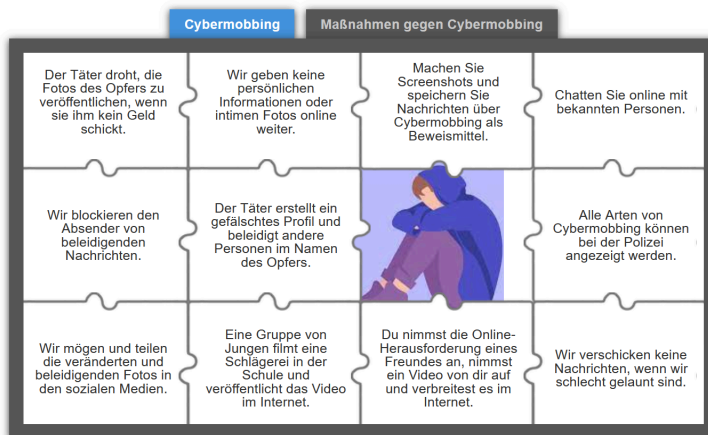 Cybermobbing
Maßnahmen gegen Cybermobbing
Der Täter droht, die
Fotos des Opfers zu
veröffentlichen, wenn
sie ihm kein Geld
schickt.
Wir geben keine
persönlichen
Informationen oder
intimen Fotos online
weiter.
Machen Sie
Screenshots und
speichern Sie
Nachrichten über
Cybermobbing als
Beweismittel.
Chatten Sie online mit
bekannten Personen.
Wir blockieren den
Absender von
beleidigenden
Nachrichten.
Der Täter erstellt ein
gefälschtes Profil und
beleidigt andere
Personen im Namen
des Opfers.
Alle Arten von
Cybermobbing können
bei der Polizei
angezeigt werden.
Wir mögen und teilen
die veränderten und
beleidigenden Fotos in
den sozialen Medien.
Eine Gruppe von
Jungen filmt eine
Schlägerei in der
Schule und
veröffentlicht das Video
im Internet.
Du nimmst die Online-
Herausforderung eines
Freundes an, nimmst
ein Video von dir auf
und verbreitest es im
Internet.
Wir verschicken keine
Nachrichten, wenn wir
schlecht gelaunt sind.